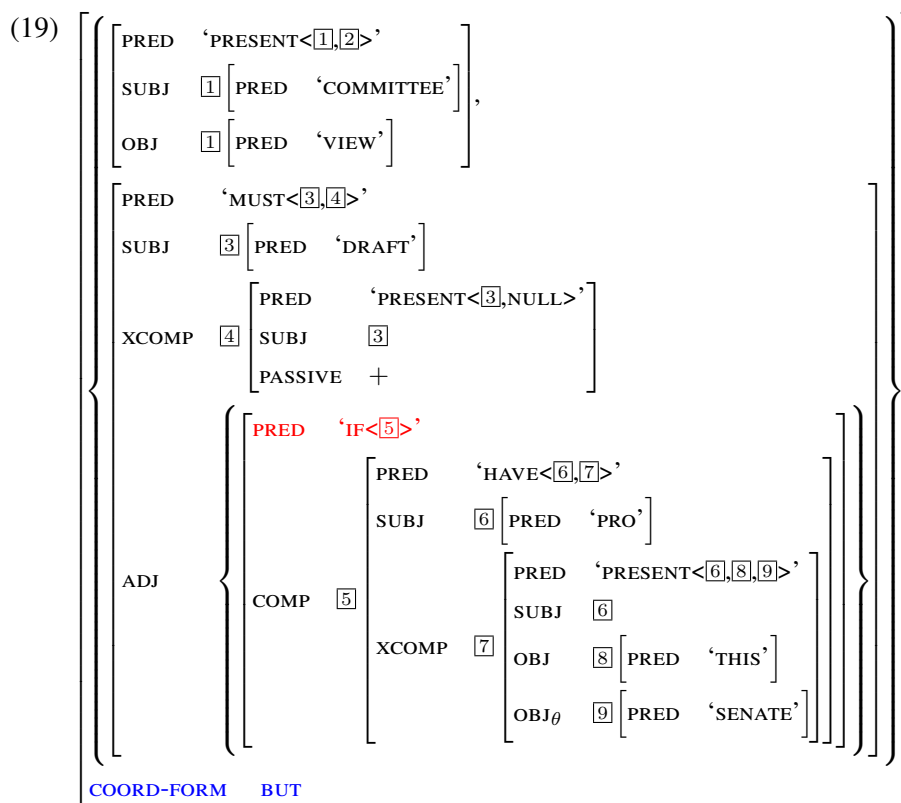 (19)
PRED ‘PRESENT<1,2>’
SUBJ 1 [PRED ‘COMMITTEE’]
,
OBJ 1 [PRED ‘VIEW’]
PRED ‘MUST<3,4>’
SUBJ 3 [PRED ‘DRAFT’]
PRED ‘PRESENT<3,NULL>’
XCOMP 4 SUBJ 3
PASSIVE +
PRED ‘IF<5>’
PRED ‘HAVE<6,7>’
SUBJ 6 [PRED ‘PRO’]
PRED ‘PRESENT<6,8,9>’
ADJ COMP 5 SUBJ 6
XCOMP 7 OBJ 8 [PRED ‘THIS’]
OBJθ 9 [PRED ‘SENATE’]
COORD-FORM BUT